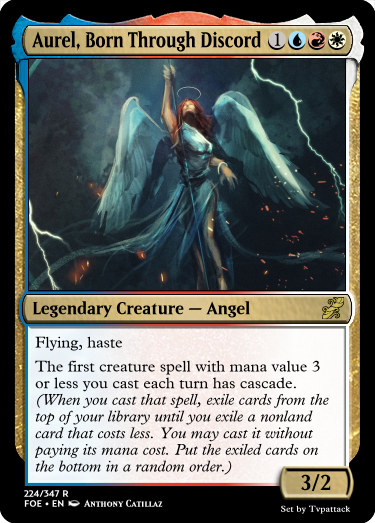 Aurel, Born Through Discord 1
Legendary Creature — Angel
Flying, haste
The first creature spell with mana value 3
or less you cast each turn has cascade.
(When you cast that spell, exile cards from the
top of your library until you exile a nonland
card that costs less. You may cast it without
paying its mana cost. Put the exiled cards on
the bottom in a random order.)
3/2
224/347 R
FOE • EN Anthony Catillaz
Set by Tvpattack